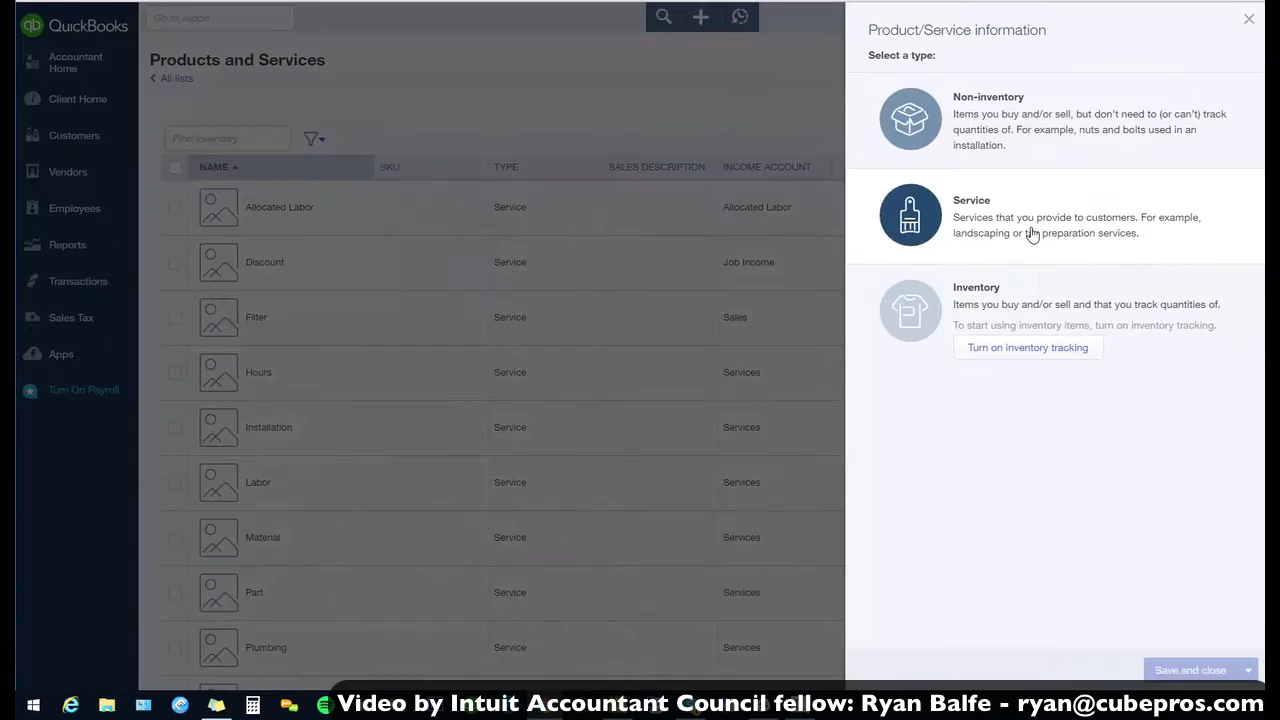 QuickBooks
Go to report
Accountant
Home
Client Home
Customers
Vendors
Employees
Reports
Transactions
Sales Tax
Apps
Turn On Payroll
Products and Services
All lists
Find Inventory
NAME
SKU
TYPE
SALES DESCRIPTION
INCOME ACCOUNT
Allocated Labor
Service
Allocated Labor
Discount
Service
Job Income
Filter
Service
Sales
Hours
Service
Services
Installation
Service
Services
Labor
Service
Services
Material
Service
Services
Part
Service
Services
Plumbing
Service
Services
Product/Service information
Select a type:
Non-inventory
Items you buy and/or sell, but don't need to (or can't) track
quantities of. For example, nuts and bolts used in an
installation.
Service
Services that you provide to customers. For example,
landscaping or preparation services.
Inventory
Items you buy and/or sell and that you track quantities of.
To start using inventory items, turn on inventory tracking.
Turn on inventory tracking
Save and close
Video by Intuit Accountant Council fellow: Ryan Balfe - ryan@cubepros.com